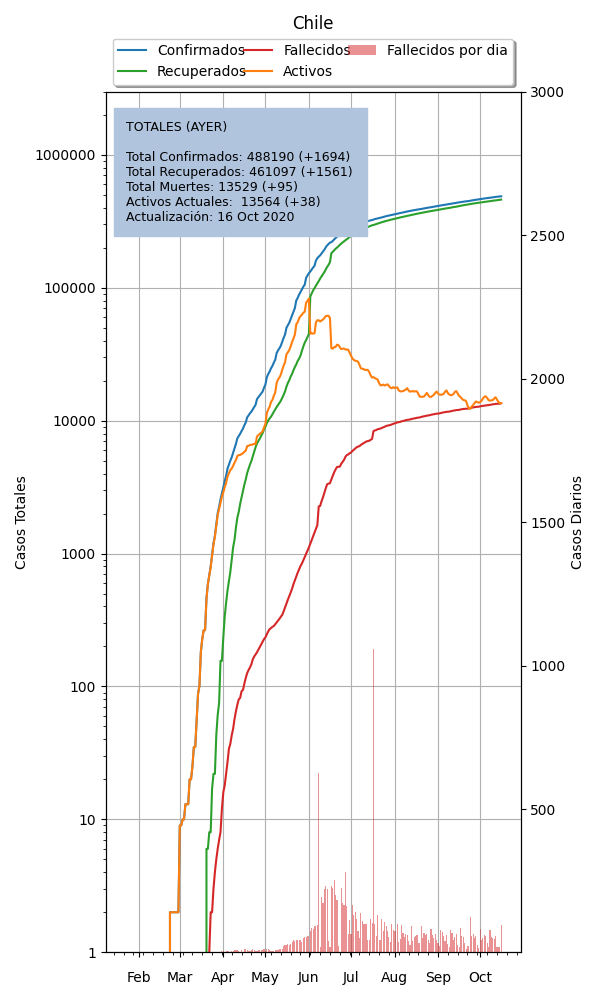 Chile
Confirmados
Recuperados
Fallecidos
Activos
Fallecidos por dia
TOTALES (AYER)
Total Confirmados: 488190 (+1694)
Total Recuperados: 461097 (+1561)
Total Muertes: 13529 (+95)
Activos Actuales:  13564 (+38)
Actualización: 16 Oct 2020
Casos Totales
1000000
100000
10000
1000
100
10
1
Casos Diarios
3000
2500
2000
1500
1000
500
Feb Mar Apr May Jun Jul Aug Sep Oct